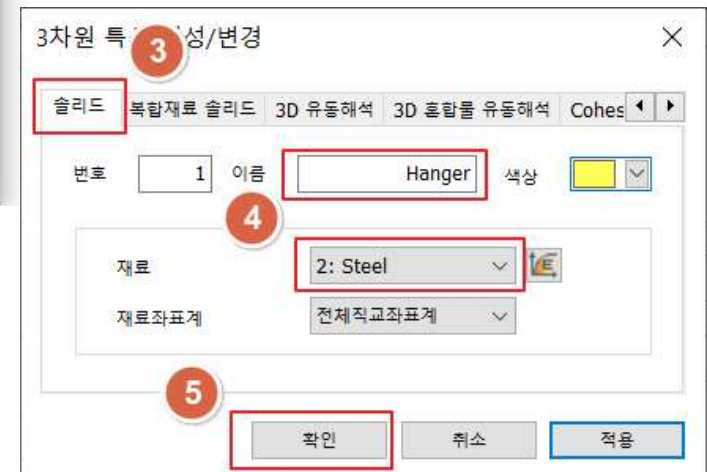 3차원 특 성/변경
3
솔리드 복합재료 솔리드 3D 유동해석 3D 혼합물 유동해석 Cohes
번호 1 이름 Hanger 색상
4
재료 2: Steel
재료좌표계 전체직교좌표계
5
확인 취소 적용